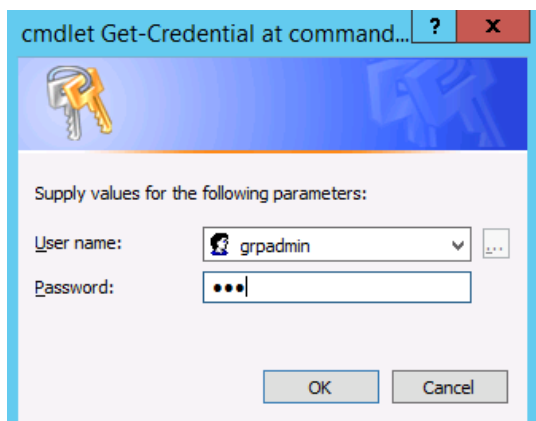 cmdlet Get-Credential at command... ? x
Supply values for the following parameters:
User name: grpadmin ...
Password: •••
OK Cancel